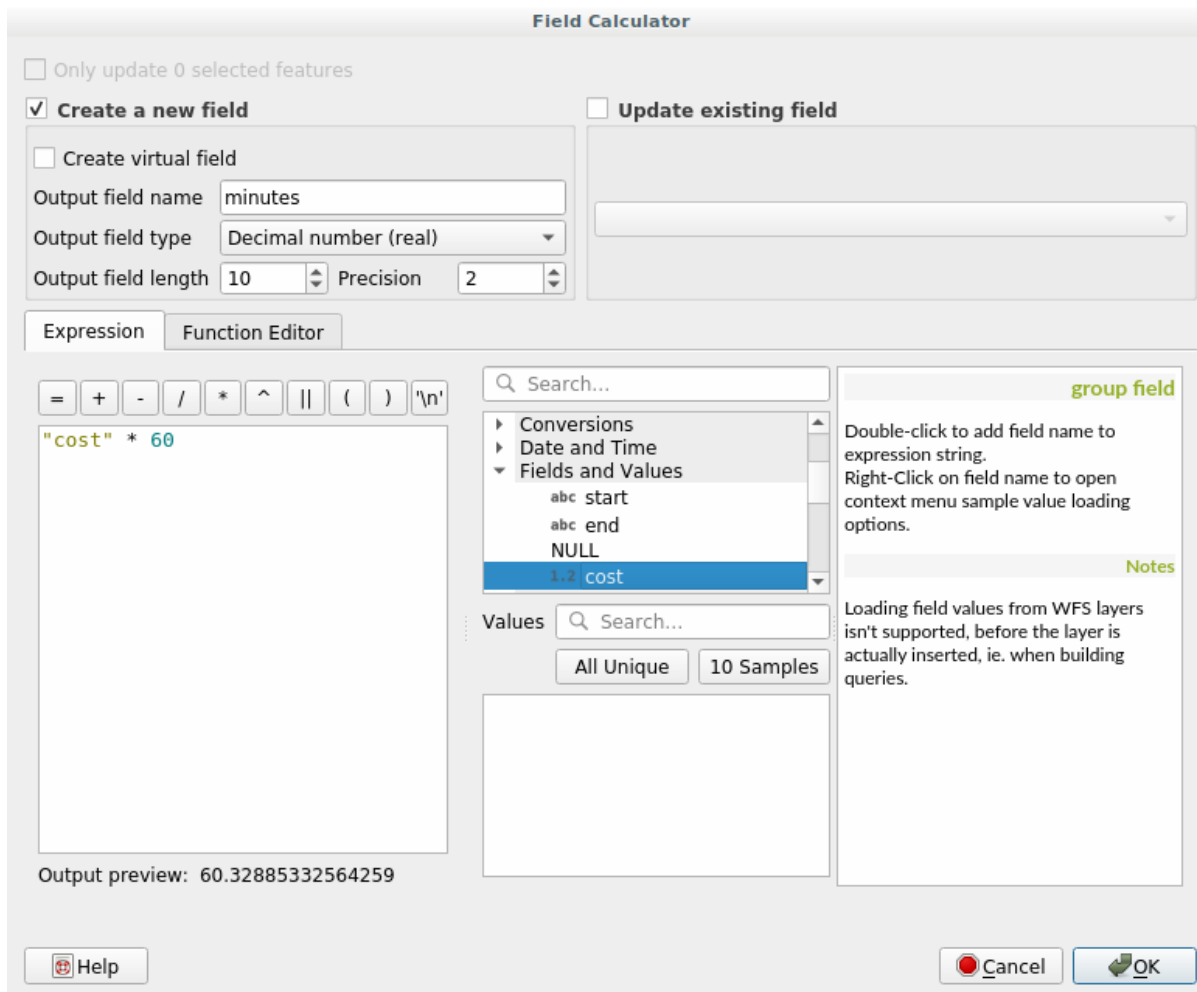 Field Calculator
Only update 0 selected features
Create a new field
Update existing field
Create virtual field
Output field name minutes
Output field type Decimal number (real)
Output field length 10 Precision 2
Expression Function Editor
= + - / * ^ || ( ) '\n'
"cost" * 60
Output preview: 60.32885332564259
Search...
Conversions
Date and Time
Fields and Values
abc start
abc end
NULL
1.2 cost
Values Search...
All Unique 10 Samples
group field
Double-click to add field name to
expression string.
Right-Click on field name to open
context menu sample value loading
options.
Notes
Loading field values from WFS layers
isn't supported, before the layer is
actually inserted, ie. when building
queries.
Help
Cancel
OK